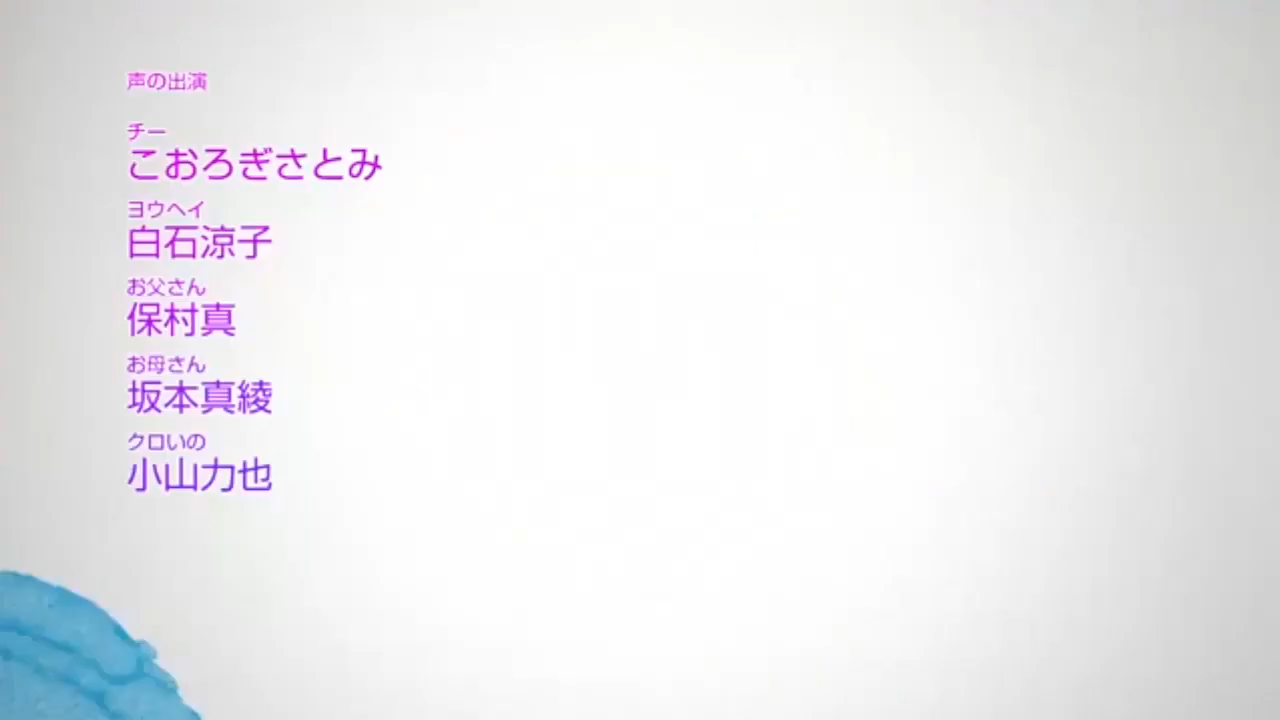 声の出演
チー
こおろぎさとみ
ヨウヘイ
白石涼子
お父さん
保村真
お母さん
坂本真綾
クロいの
小山力也